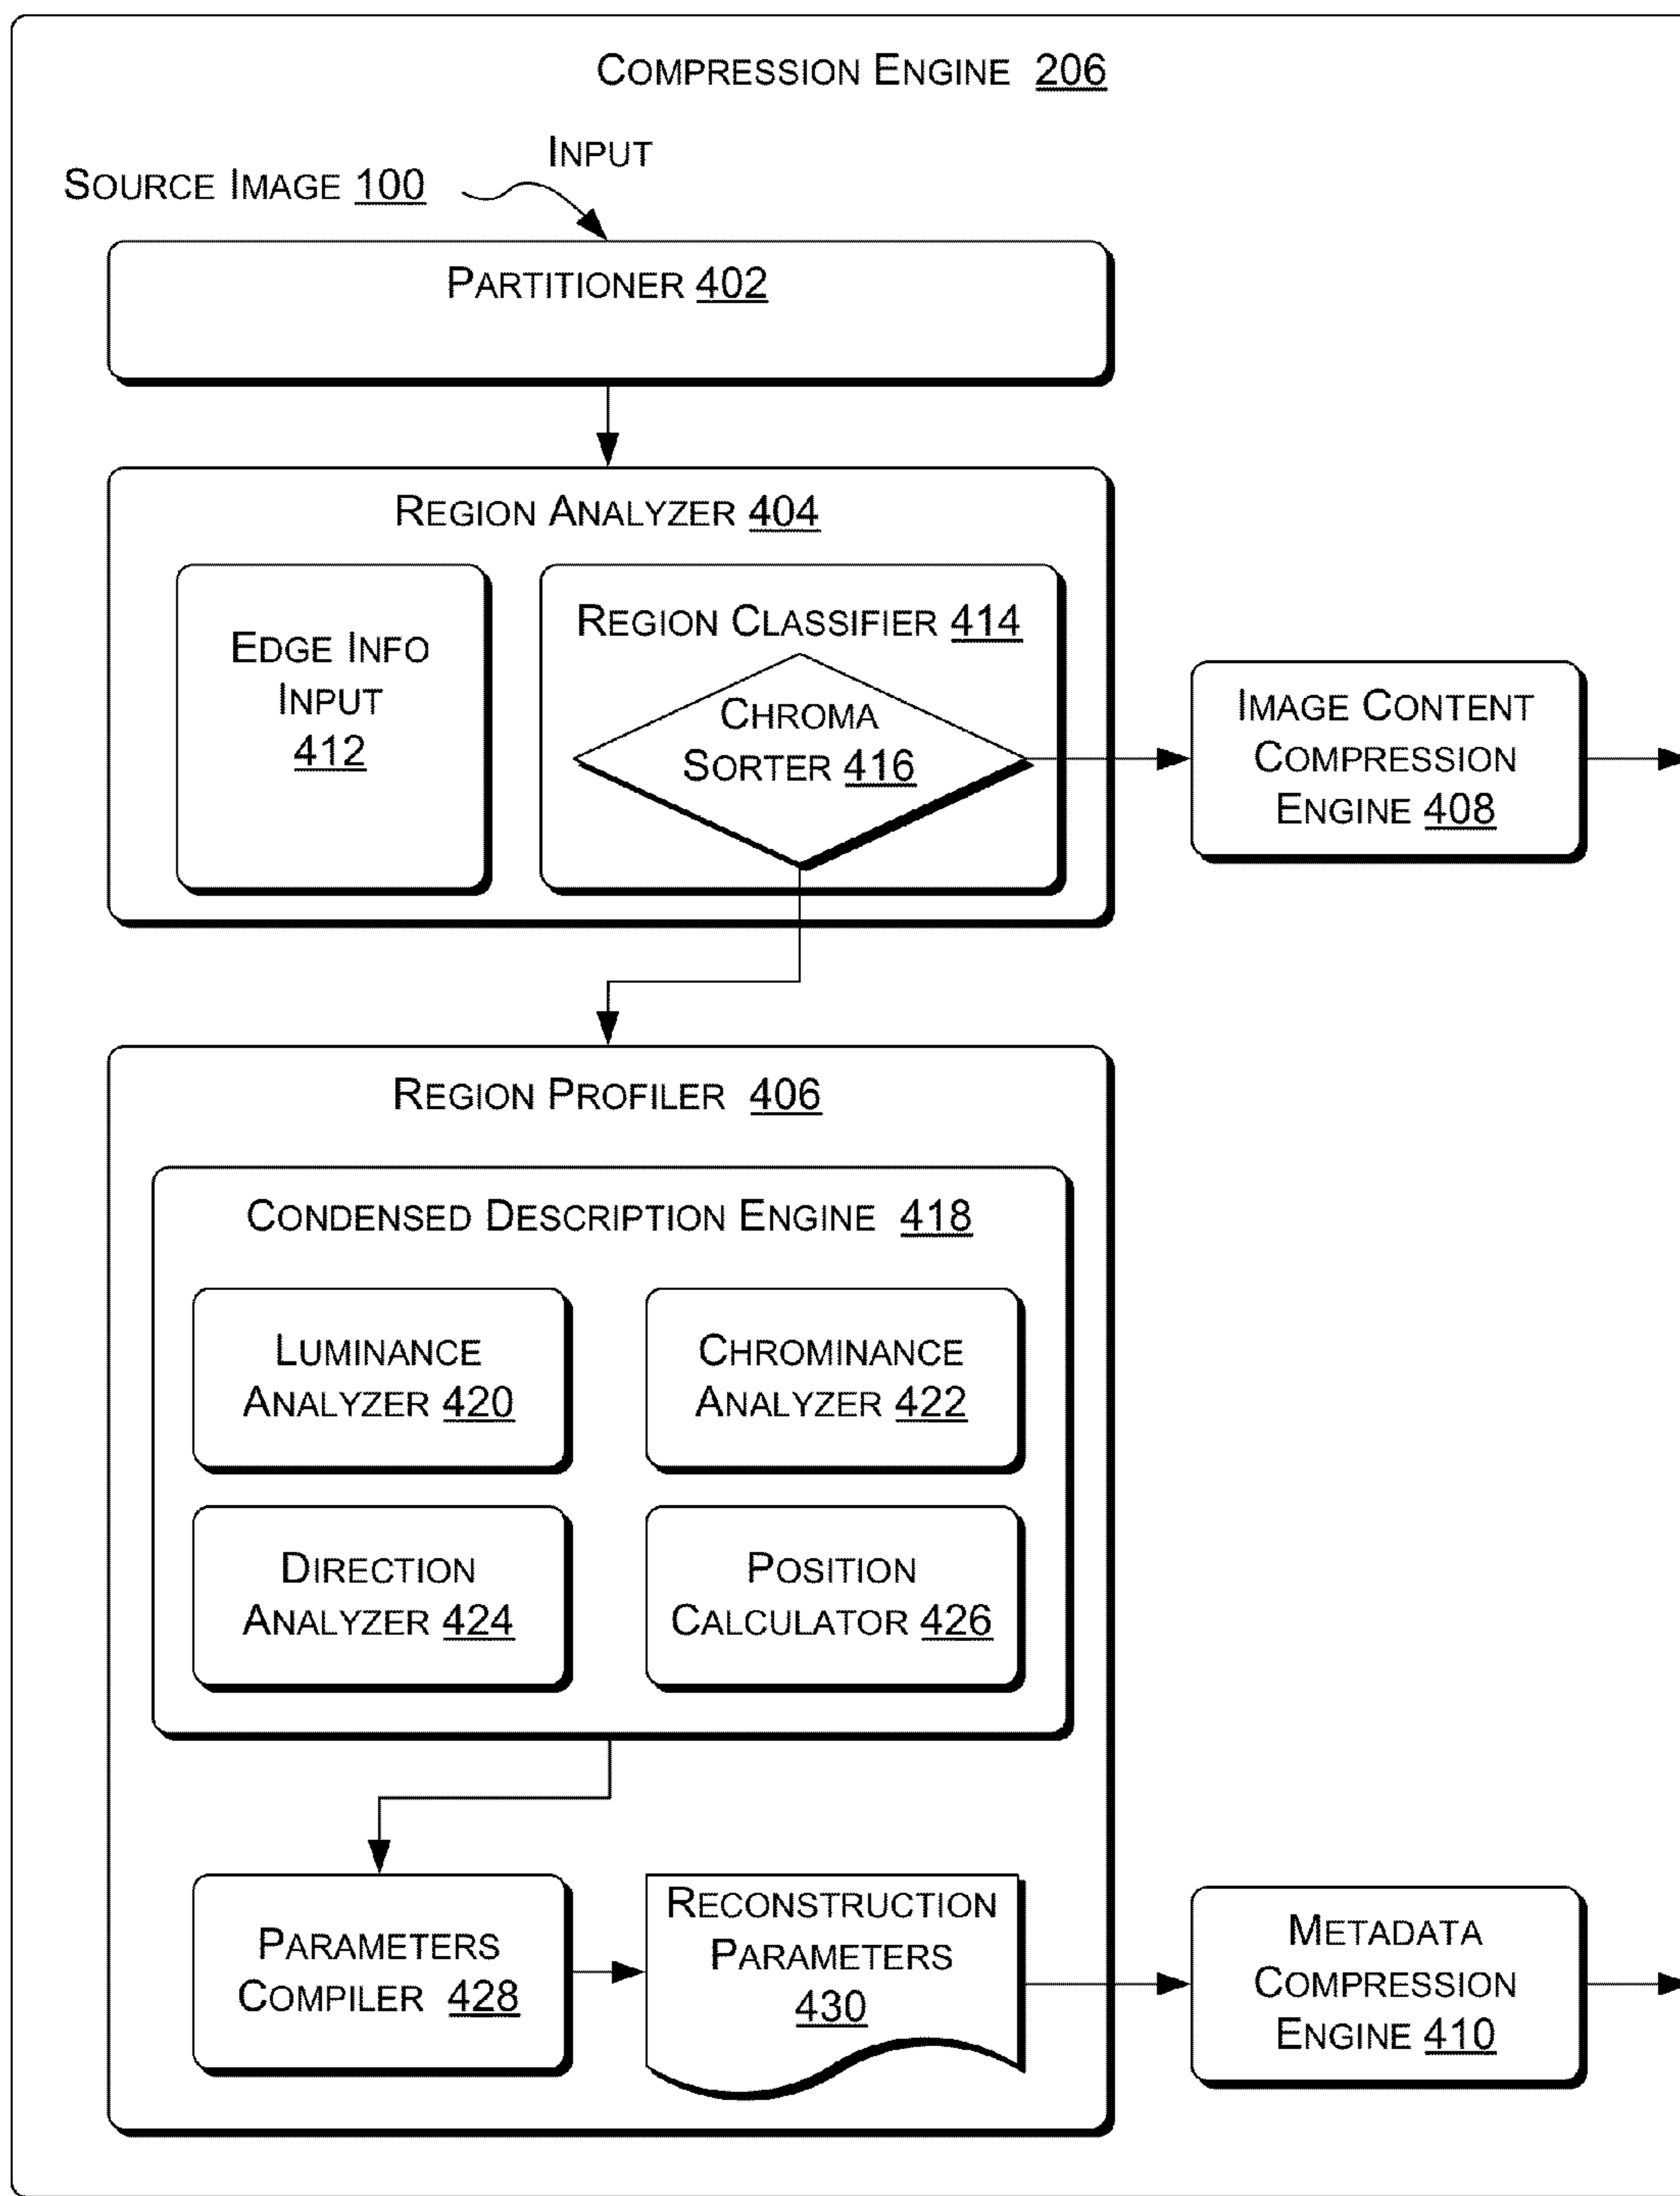 COMPRESSION ENGINE 206
INPUT
SOURCE IMAGE 100
PARTITIONER 402
REGION ANALYZER 404
EDGE INFO
INPUT
412
REGION CLASSIFIER 414
CHROMA
SORTER 416
IMAGE CONTENT
COMPRESSION
ENGINE 408
REGION PROFILER 406
CONDENSED DESCRIPTION ENGINE 418
LUMINANCE
ANALYZER 420
CHROMINANCE
ANALYZER 422
DIRECTION
ANALYZER 424
POSITION
CALCULATOR 426
PARAMETERS
COMPILER 428
RECONSTRUCTION
PARAMETERS
430
METADATA
COMPRESSION
ENGINE 410